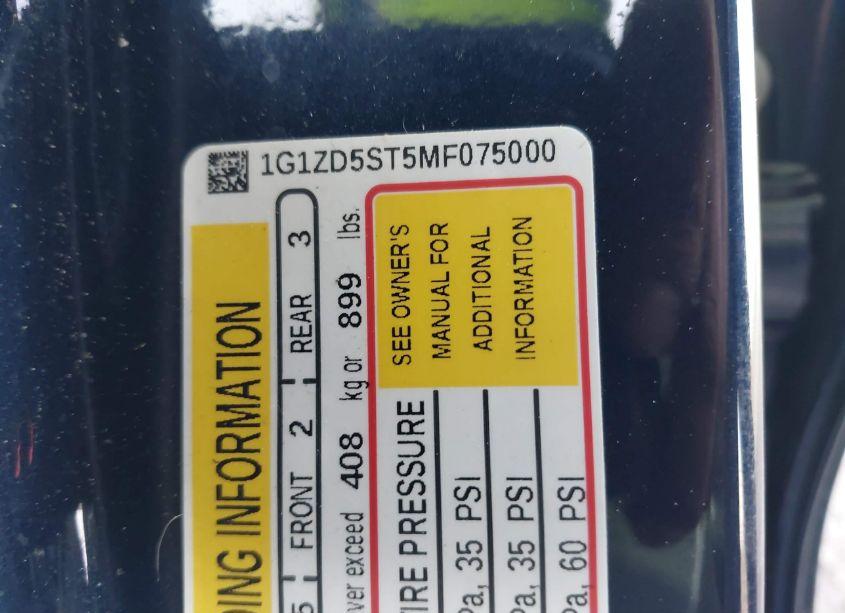 1G1ZD5ST5MF075000
DING INFORMATION
5 FRONT 2 REAR 3
ver exceed 408 kg or 899 lbs.
TIRE PRESSURE
SEE OWNER'S
MANUAL FOR
ADDITIONAL
INFORMATION
Pa, 35 PSI
Pa, 35 PSI
Pa, 60 PSI